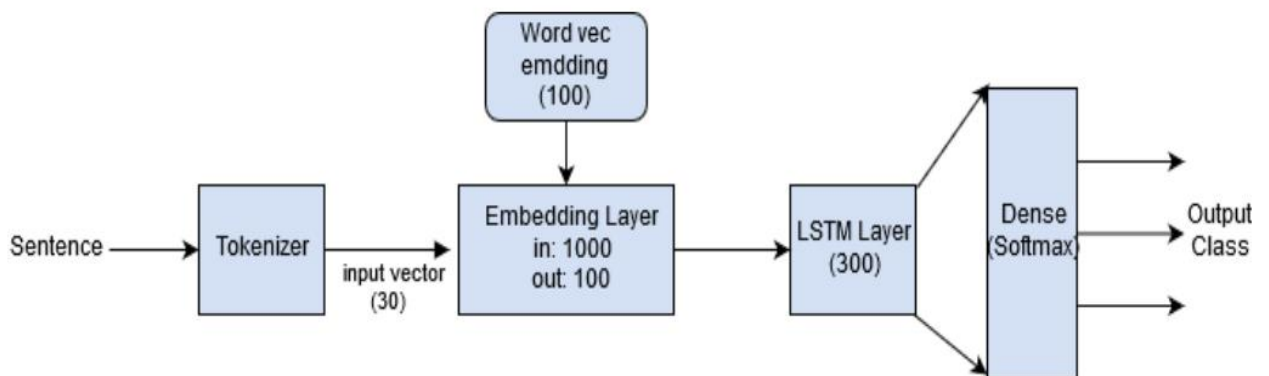 Word vec
emdding
(100)
Sentence
Tokenizer
input vector
(30)
Embedding Layer
in: 1000
out: 100
LSTM Layer
(300)
Dense
(Softmax)
Output
Class